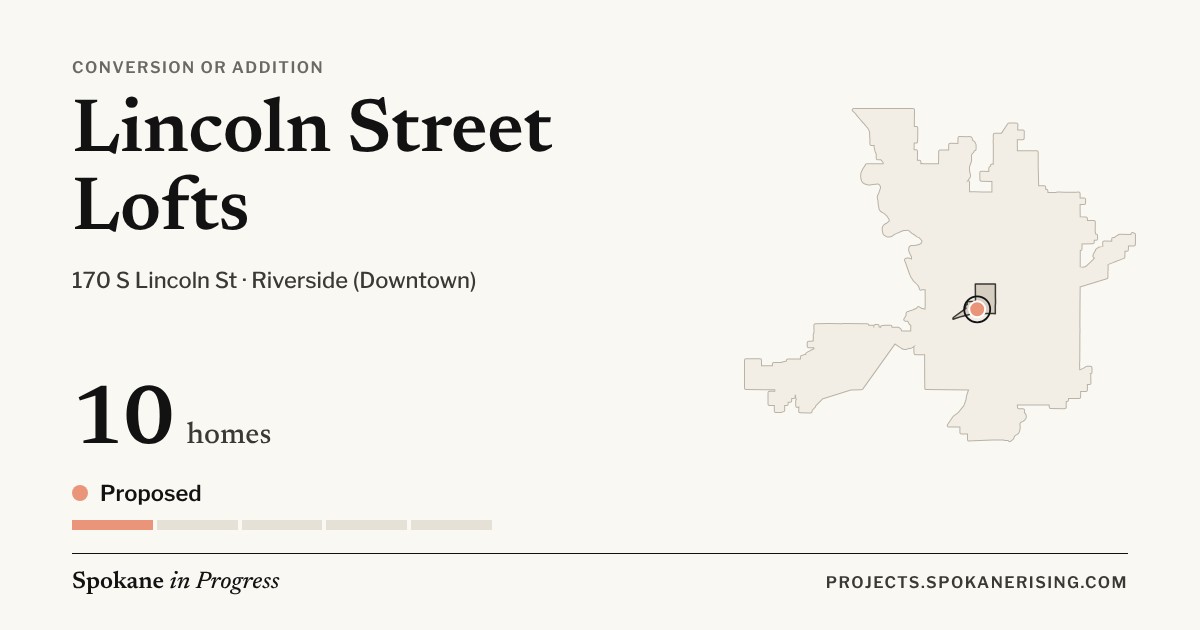 CONVERSION OR ADDITION
Lincoln Street
Lofts
170 S Lincoln St · Riverside (Downtown)
10 homes
Proposed
Spokane in Progress
PROJECTS.SPOKANERISING.COM